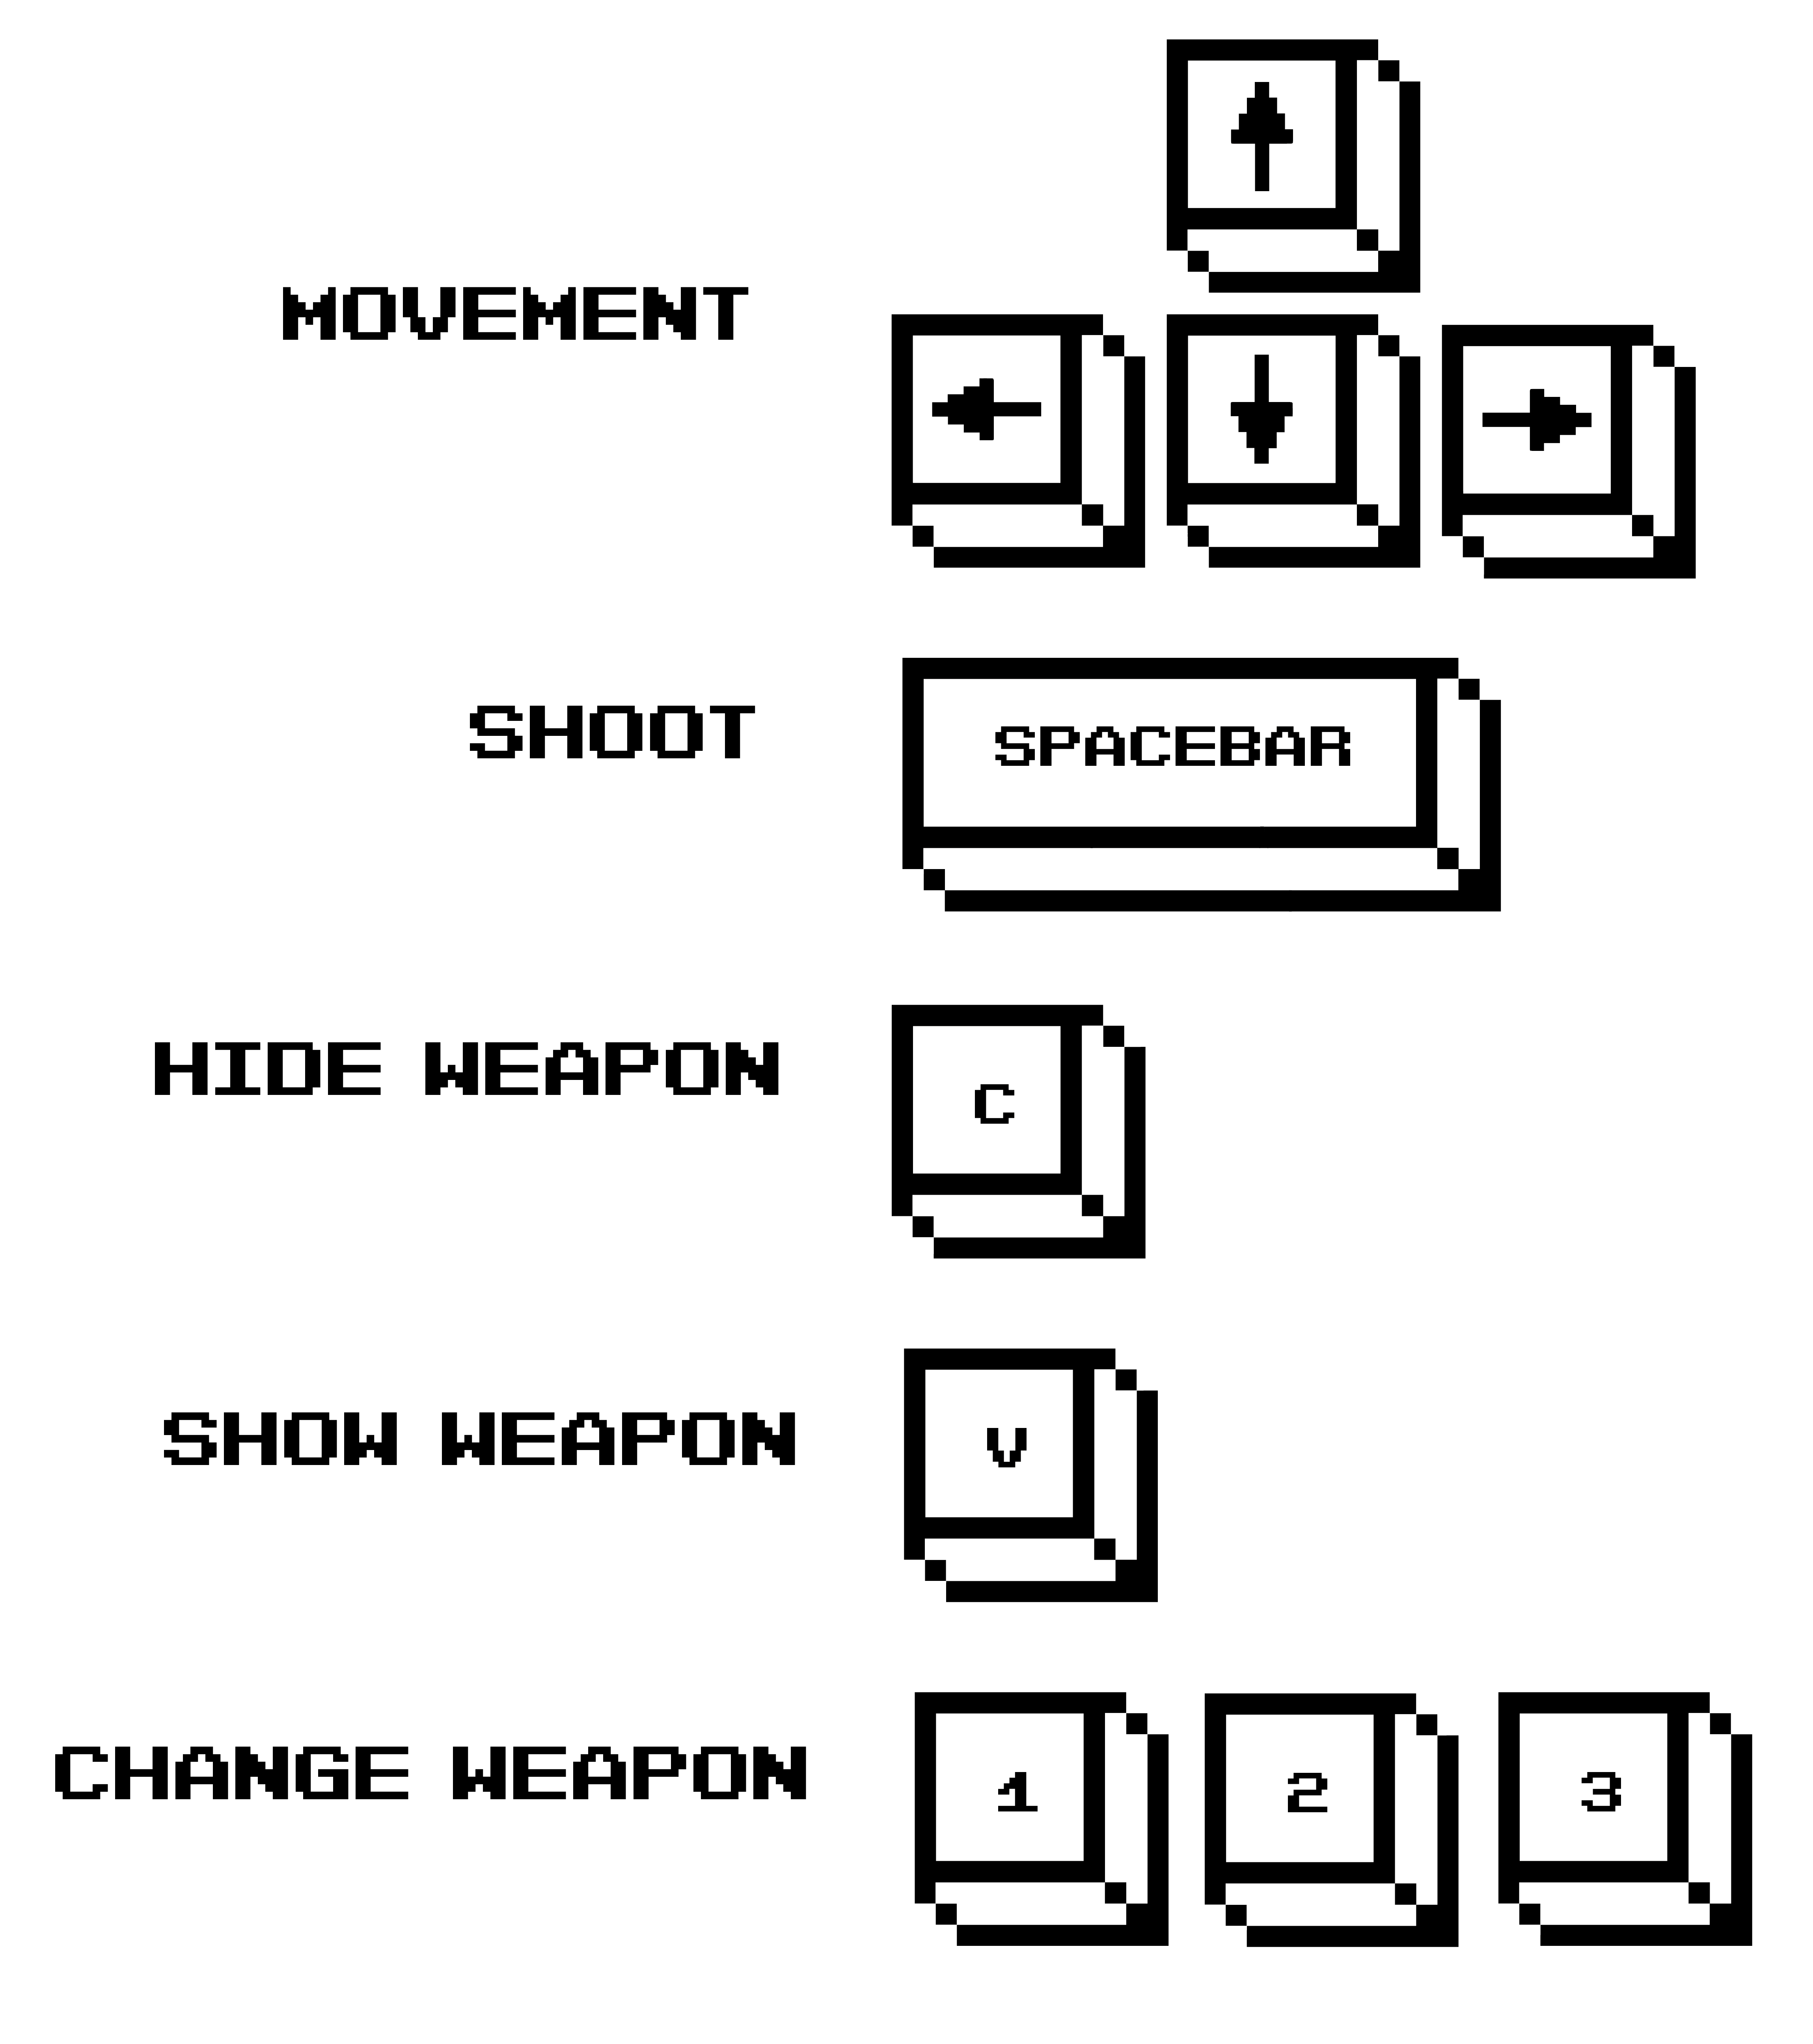 MOVEMENT
SHOOT
SPACEBAR
HIDE WEAPON
C
SHOW WEAPON
V
CHANGE WEAPON
1 2 3